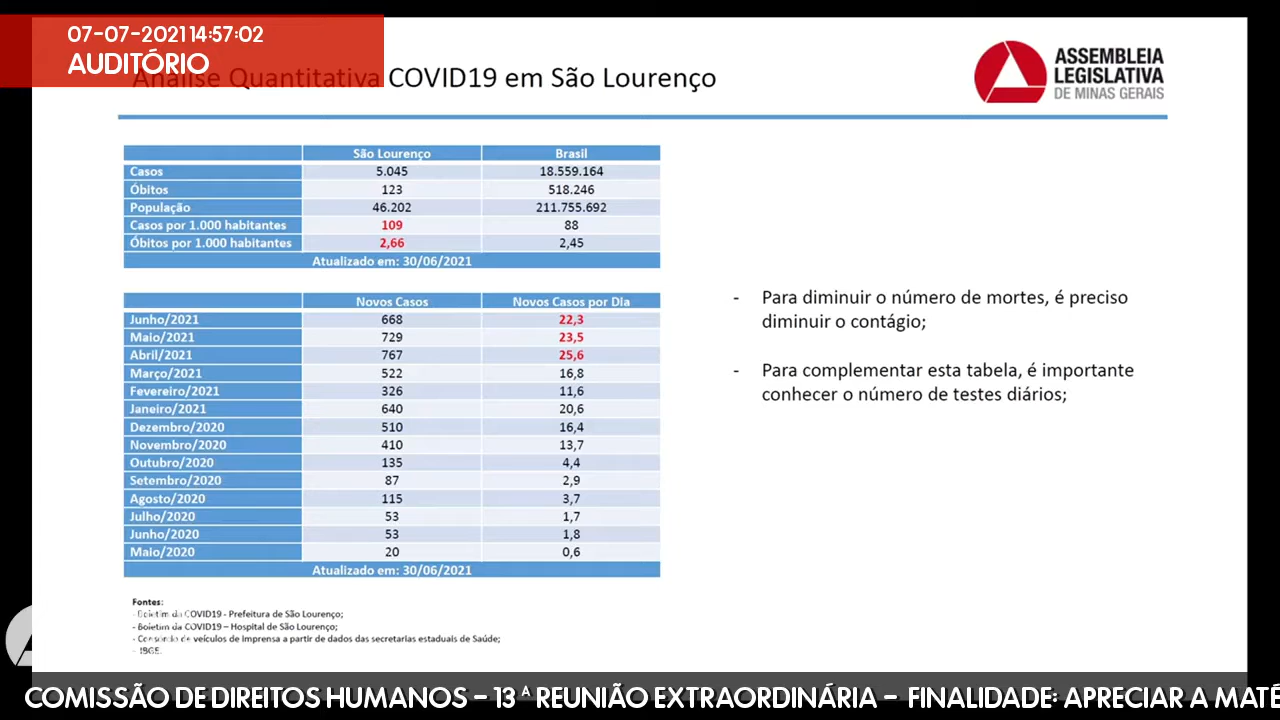 07-07-2021 14:57:02
AUDITÓRIO
Análise Quantitativa COVID19 em São Lourenço
ASSEMBLEIA
LEGISLATIVA
DE MINAS GERAIS
São Lourenço Brasil
Casos 5.045 18.559.164
Óbitos 123 518.246
População 46.202 211.755.692
Casos por 1.000 habitantes 109 88
Óbitos por 1.000 habitantes 2,66 2,45
Atualizado em: 30/06/2021
Novos Casos Novos Casos por Dia
Junho/2021 668 22,3
Maio/2021 729 23,5
Abril/2021 767 25,6
Março/2021 522 16,8
Fevereiro/2021 326 11,6
Janeiro/2021 640 20,6
Dezembro/2020 510 16,4
Novembro/2020 410 13,7
Outubro/2020 135 4,4
Setembro/2020 87 2,9
Agosto/2020 115 3,7
Julho/2020 53 1,7
Junho/2020 53 1,8
Maio/2020 20 0,6
Atualizado em: 30/06/2021
- Para diminuir o número de mortes, é preciso
diminuir o contágio;
- Para complementar esta tabela, é importante
conhecer o número de testes diários;
Fontes:
- Boletim da COVID19 - Prefeitura de São Lourenço;
- Boletim da COVID19 – Hospital de São Lourenço;
- Consórcio de veículos de imprensa a partir de dados das secretarias estaduais de Saúde;
- IBGE.
COMISSÃO DE DIREITOS HUMANOS - 13ª REUNIÃO EXTRAORDINÁRIA - FINALIDADE: APRECIAR A MATÉ